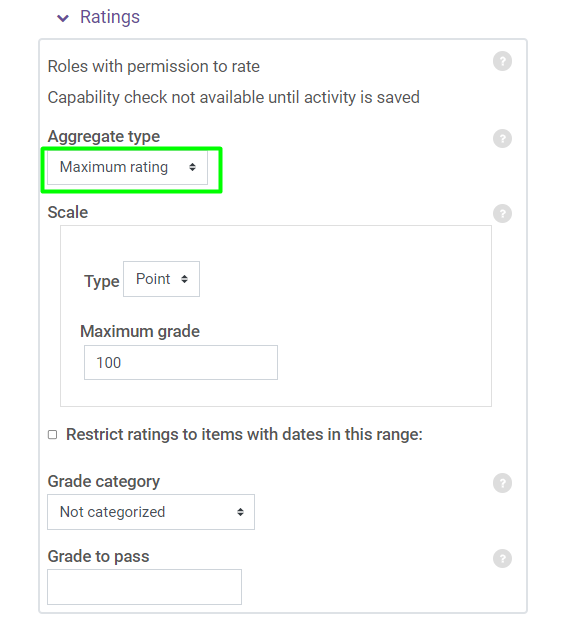 Ratings
Roles with permission to rate
?
Capability check not available until activity is saved
Aggregate type
?
Maximum rating
Scale
?
Type Point
Maximum grade
100
Restrict ratings to items with dates in this range:
Grade category
?
Not categorized
Grade to pass
?